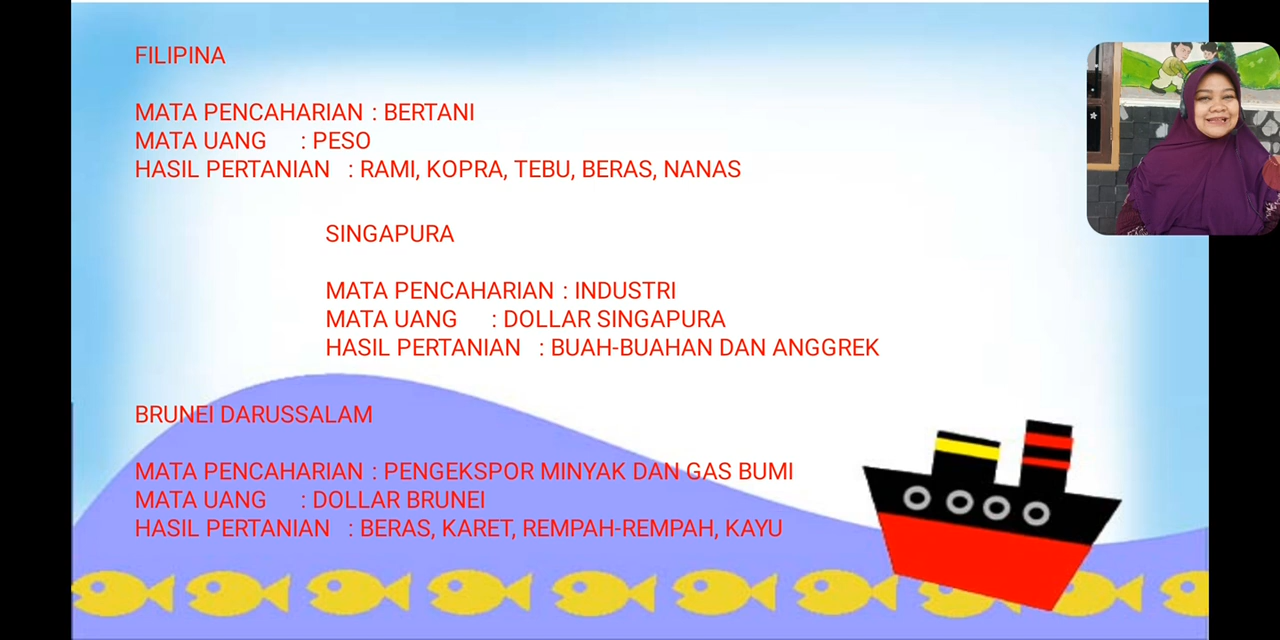 FILIPINA
MATA PENCAHARIAN : BERTANI
MATA UANG : PESO
HASIL PERTANIAN : RAMI, KOPRA, TEBU, BERAS, NANAS
SINGAPURA
MATA PENCAHARIAN : INDUSTRI
MATA UANG : DOLLAR SINGAPURA
HASIL PERTANIAN : BUAH-BUAHAN DAN ANGGREK
BRUNEI DARUSSALAM
MATA PENCAHARIAN : PENGEKSPOR MINYAK DAN GAS BUMI
MATA UANG : DOLLAR BRUNEI
HASIL PERTANIAN : BERAS, KARET, REMPAH-REMPAH, KAYU